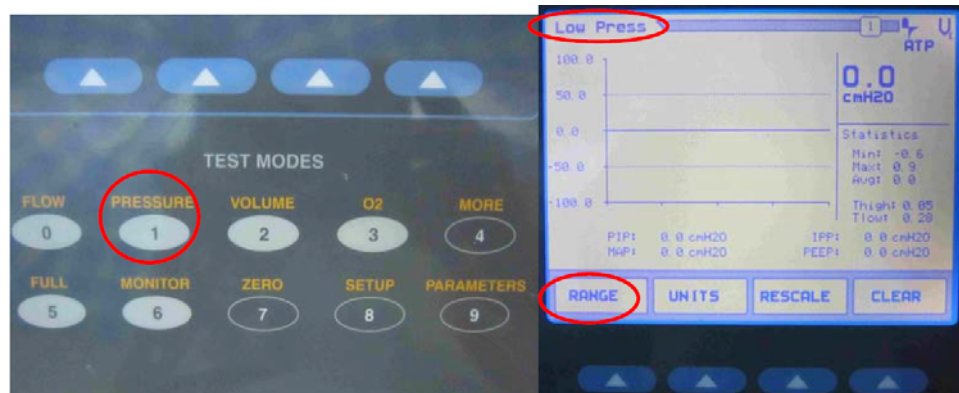 TEST MODES
FLOW PRESSURE VOLUME O2 MORE
0 1 2 3 4
FULL MONITOR ZERO SETUP PARAMETERS
5 6 7 8 9
Low Press 1
ATP
100.0
50.0
0.0
-50.0
-100.0
0.0
cmH2O
Statistics
Min: -0.6
Max: 0.9
Avg: 0.0
Thigh: 0.05
Tlow: 0.28
PIP: 0.0 cmH2O IPP: 0.0 cmH2O
MAP: 0.0 cmH2O PEEP: 0.0 cmH2O
RANGE UNITS RESCALE CLEAR